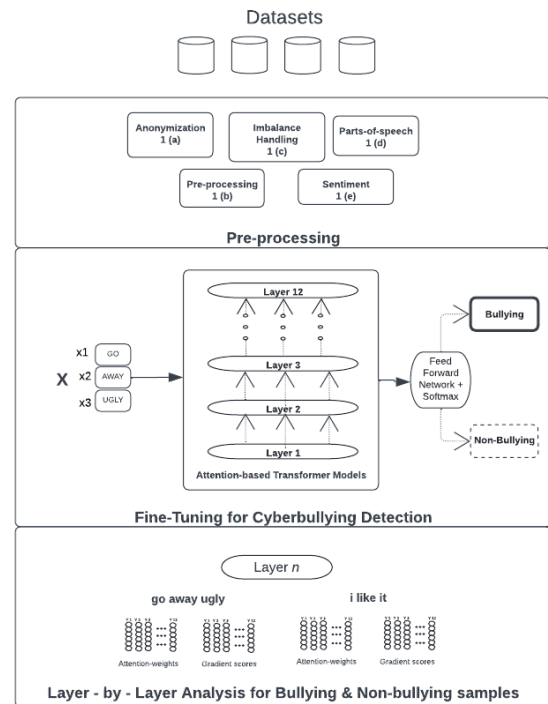 Datasets
Anonymization
1 (a)
Imbalance
Handling
1 (c)
Parts-of-speech
1 (d)
Pre-processing
1 (b)
Sentiment
1 (e)
Pre-processing
Layer 12
Layer 3
Layer 2
Layer 1
Attention-based Transformer Models
X
x1 GO
x2 AWAY
x3 UGLY
Feed
Forward
Network +
Softmax
Bullying
Non-Bullying
Fine-Tuning for Cyberbullying Detection
Layer n
go away ugly
i like it
Attention-weights
Gradient scores
Attention-weights
Gradient scores
Layer - by - Layer Analysis for Bullying & Non-bullying samples